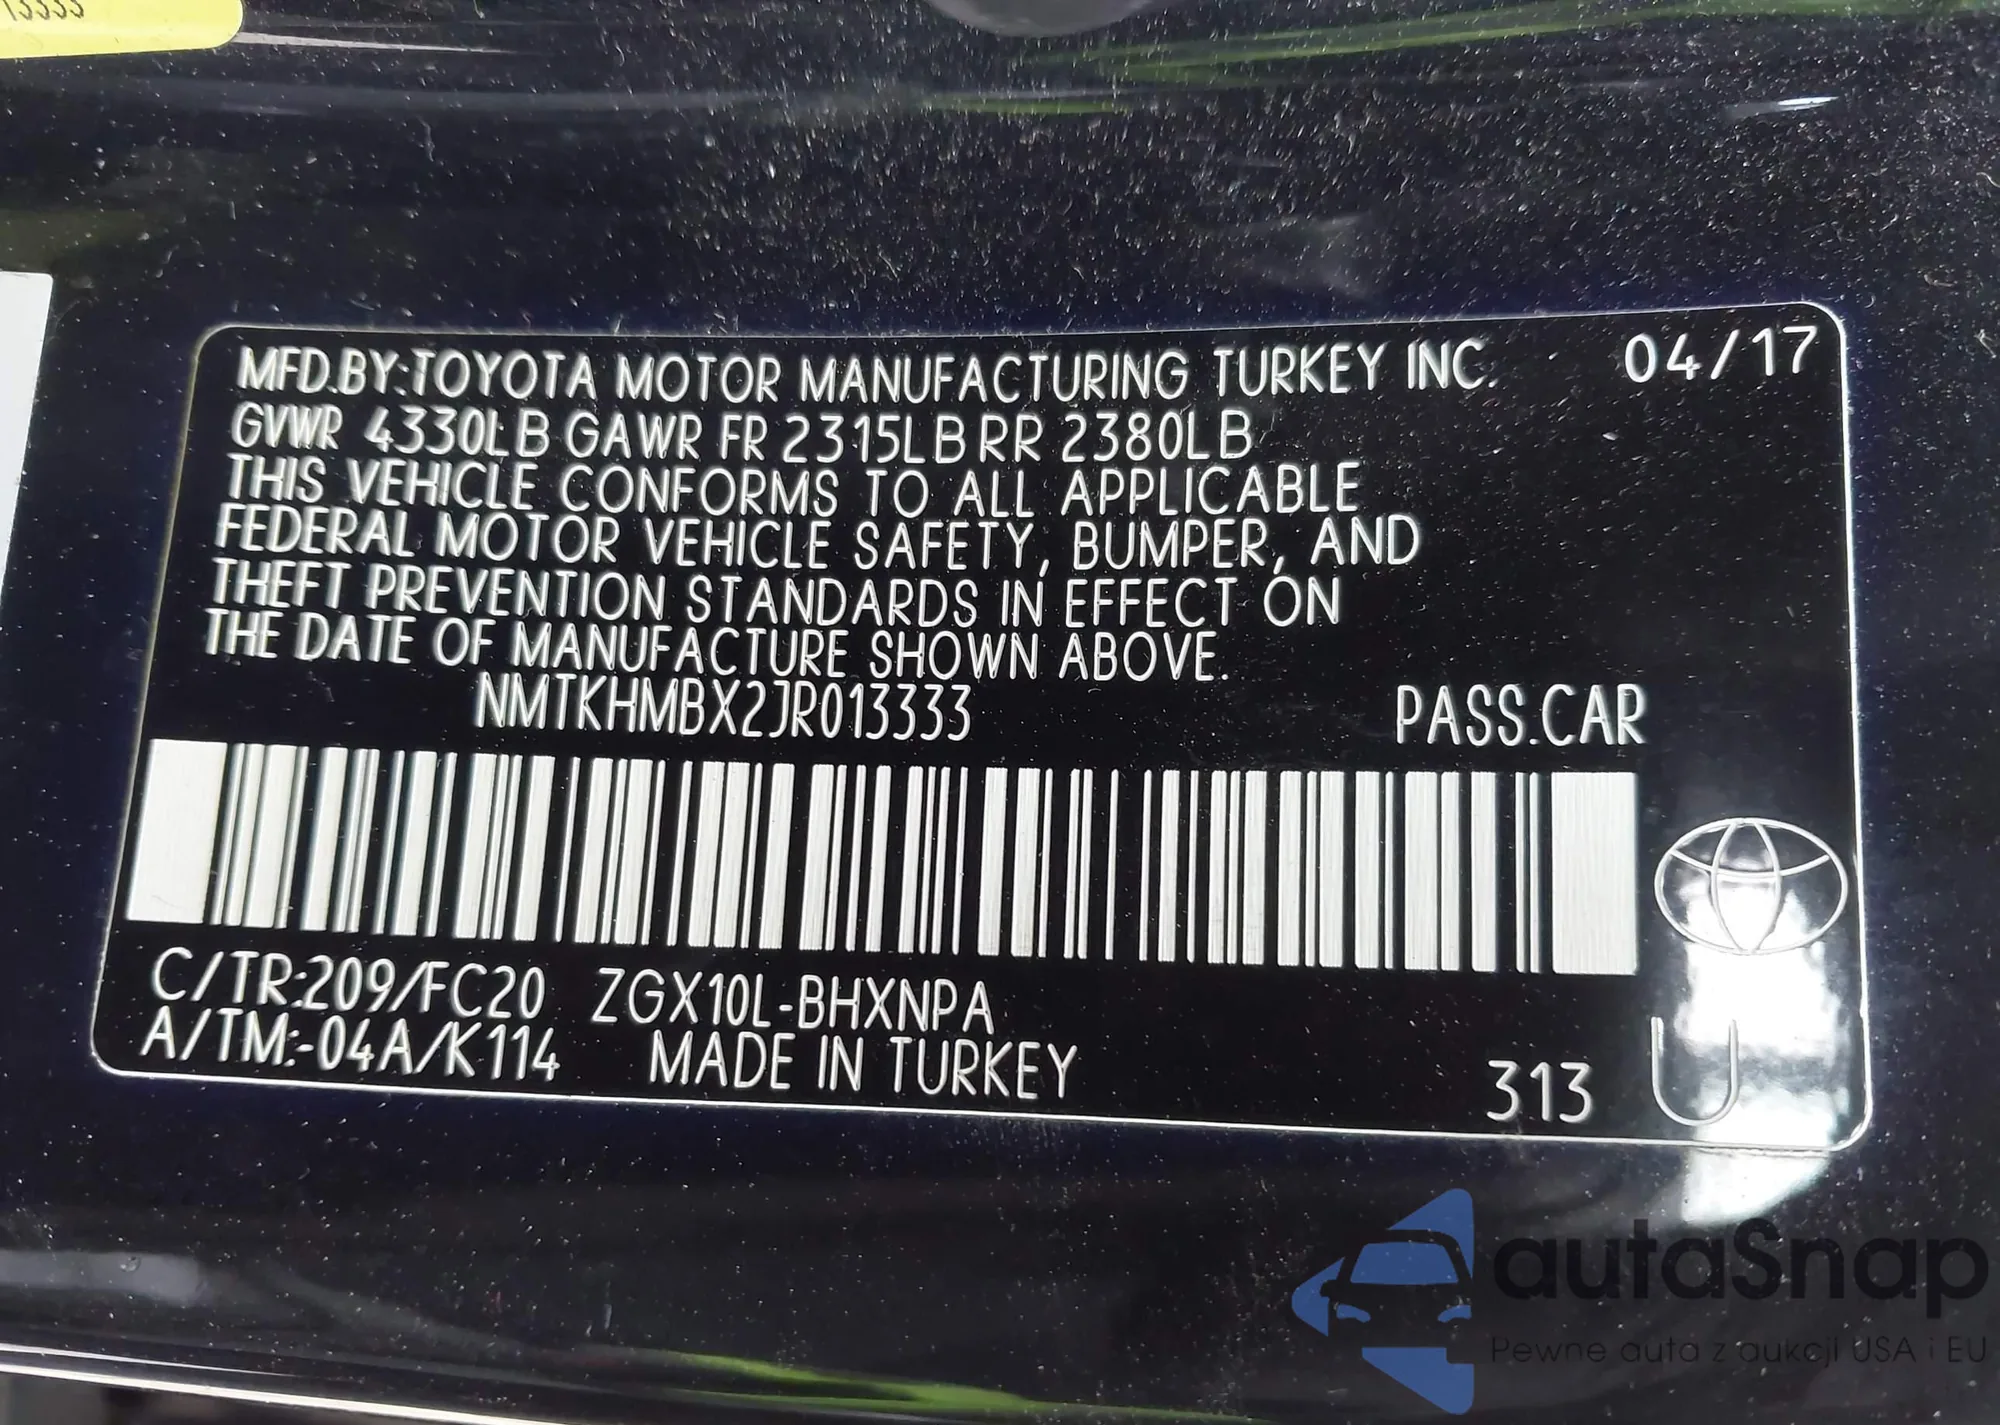 13333
MFD.BY:TOYOTA MOTOR MANUFACTURING TURKEY INC. 04/17
GVWR 4330LB GAWR FR 2315LB RR 2380LB
THIS VEHICLE CONFORMS TO ALL APPLICABLE
FEDERAL MOTOR VEHICLE SAFETY, BUMPER, AND
THEFT PREVENTION STANDARDS IN EFFECT ON
THE DATE OF MANUFACTURE SHOWN ABOVE.
NMTKHMBX2JR013333 PASS.CAR
C/TR:209/FC20 ZGX10L-BHXNPA
A/TM:-04A/K114 MADE IN TURKEY 313 U
autaSnap
Pewne auta z aukcji USA i EU